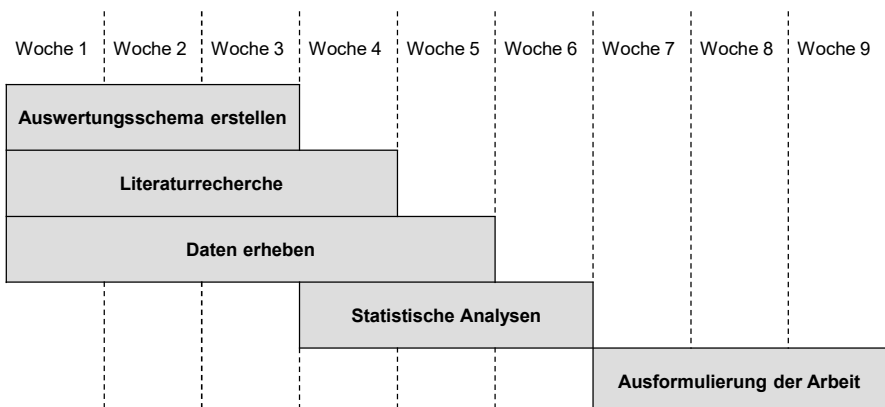 Woche 1 Woche 2 Woche 3 Woche 4 Woche 5 Woche 6 Woche 7 Woche 8 Woche 9
Auswertungsschema erstellen
Literaturrecherche
Daten erheben
Statistische Analysen
Ausformulierung der Arbeit